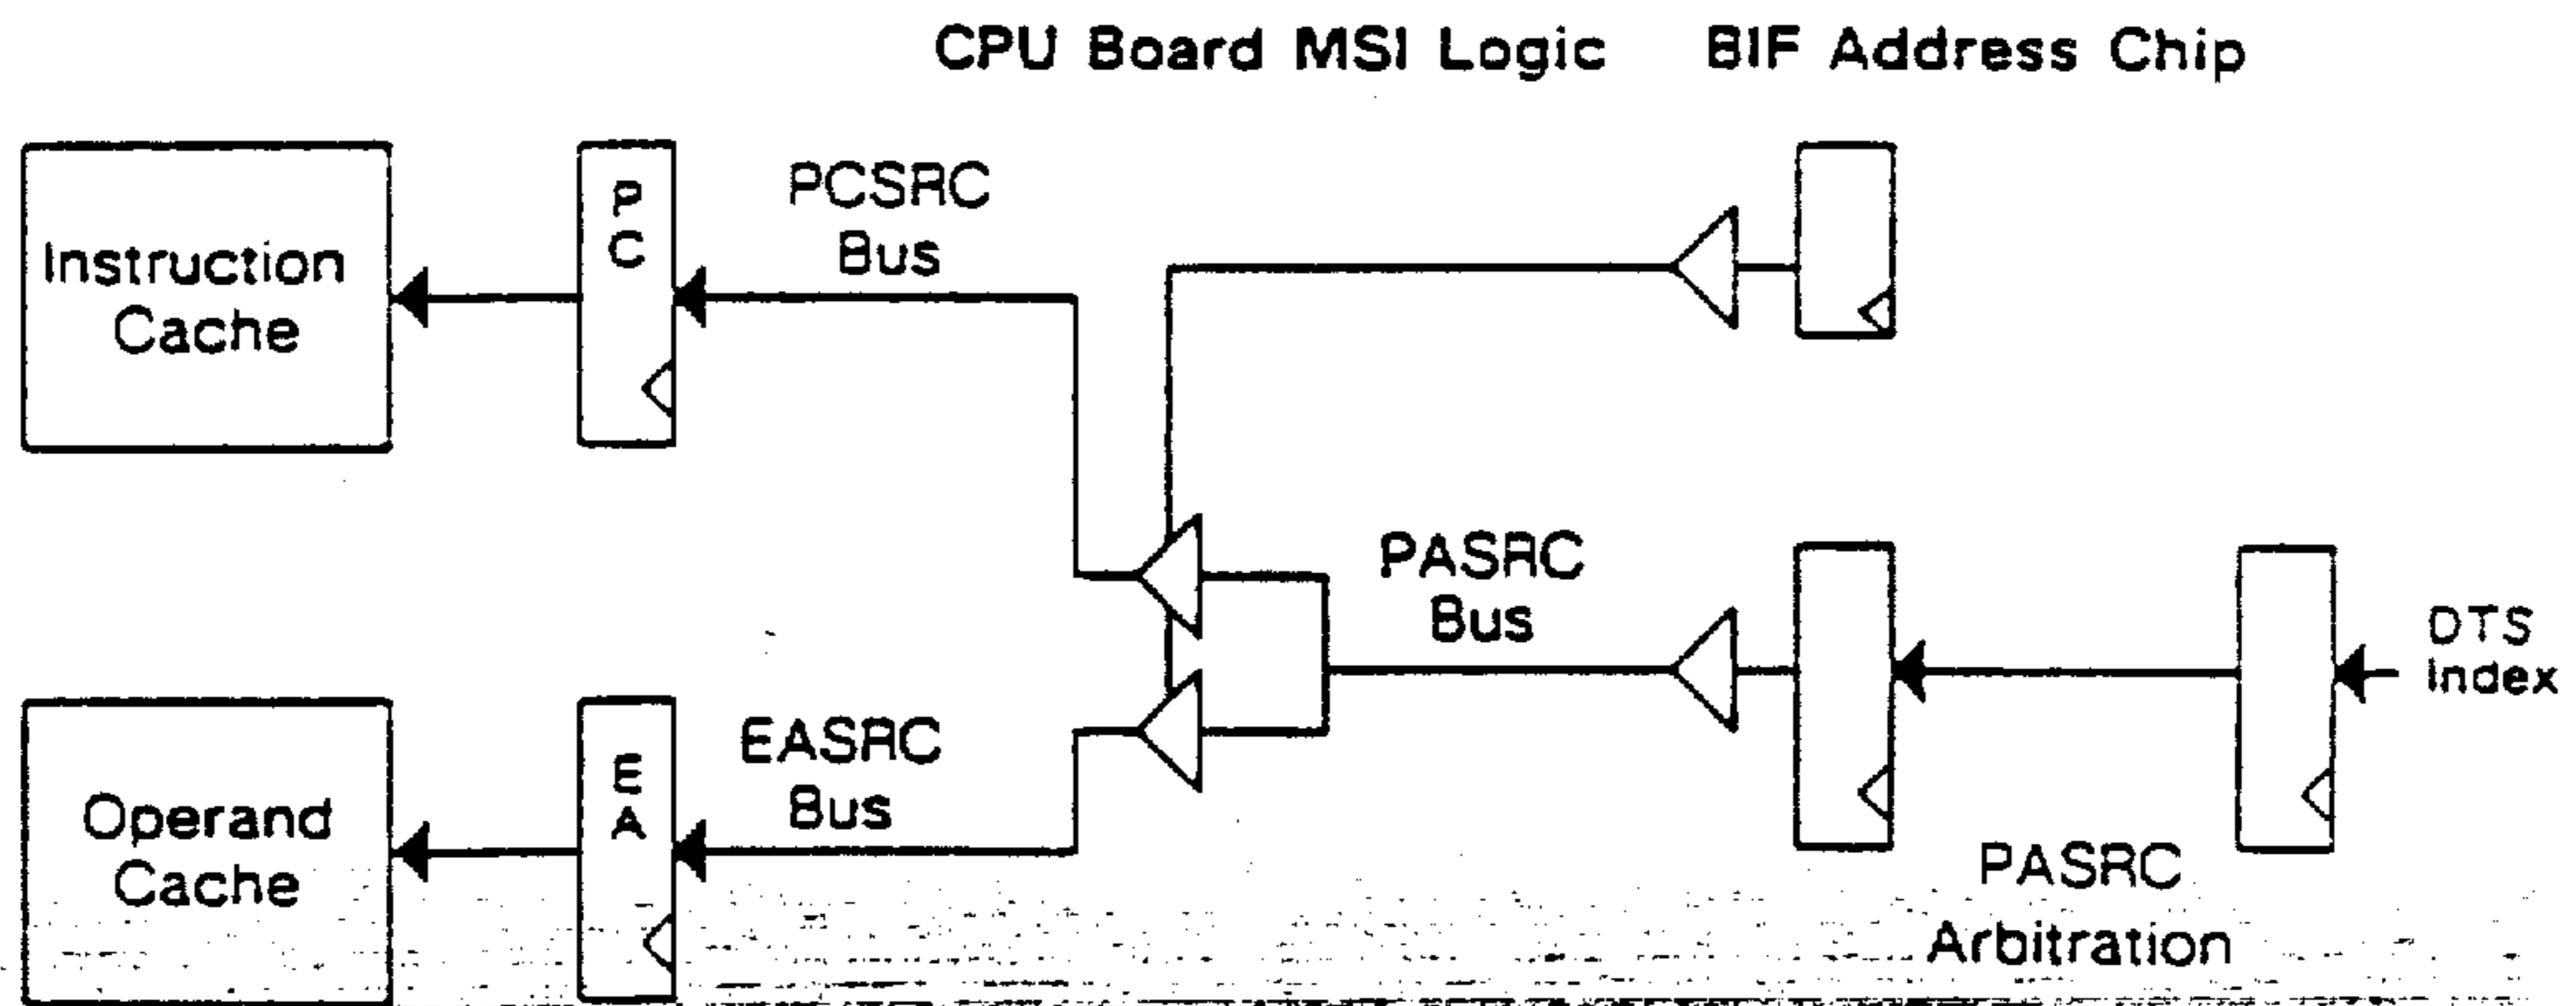 CPU Board MSI Logic BIF Address Chip
Instruction
Cache
P
C
PCSRC
Bus
PASRC
Bus
DTS
Index
Operand
Cache
E
A
EASRC
Bus
PASRC
Arbitration